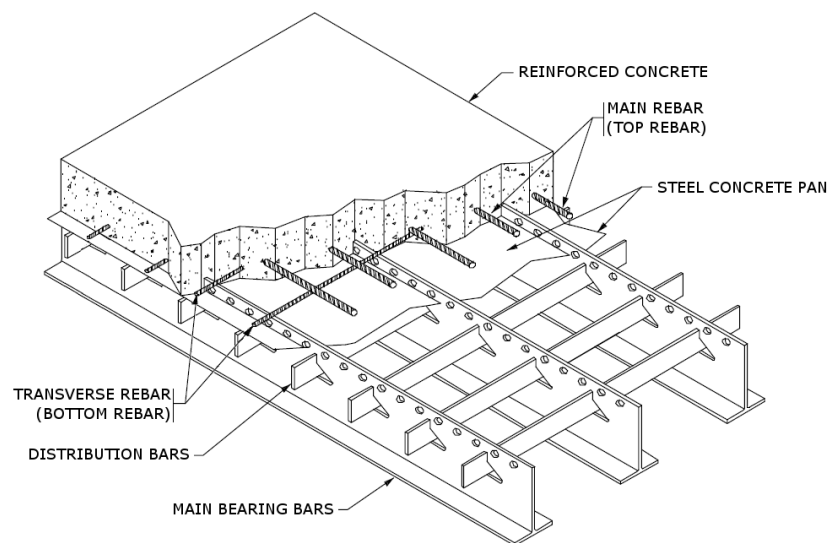 REINFORCED CONCRETE
MAIN REBAR
(TOP REBAR)
STEEL CONCRETE PAN
TRANSVERSE REBAR
(BOTTOM REBAR)
DISTRIBUTION BARS
MAIN BEARING BARS